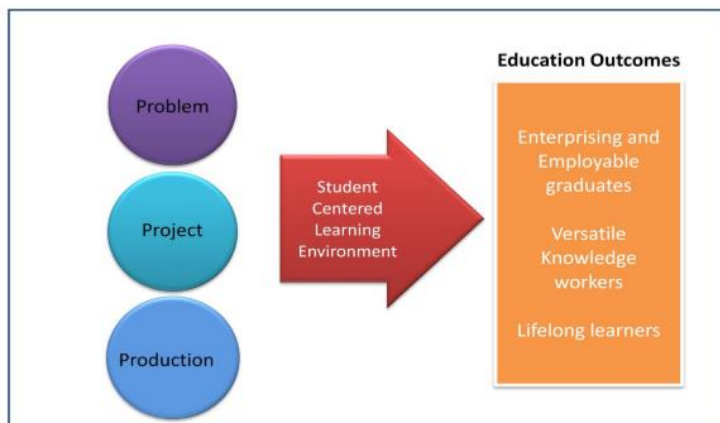 Problem
Project
Production
Student
Centered
Learning
Environment
Education Outcomes
Enterprising and
Employable
graduates
Versatile
Knowledge
workers
Lifelong learners